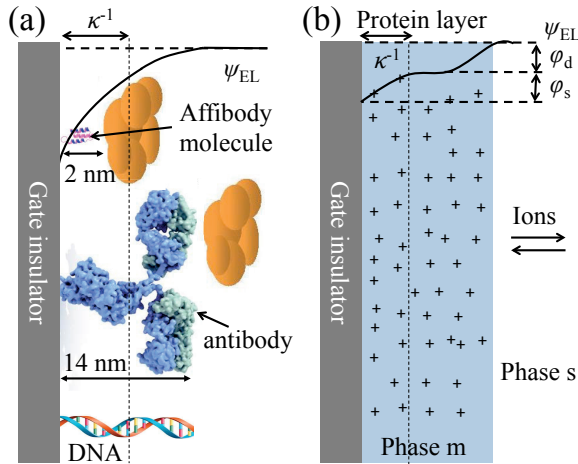 (a)
κ⁻¹
ψEL
Affibody
molecule
2 nm
Gate insulator
antibody
14 nm
DNA
(b)
Protein layer
κ⁻¹
ψEL
φd
φs
Gate insulator
Ions
Phase s
Phase m
+ + + + + + + + + + + + + + + + + + + + + + + + + + + + + + + + + + + + + + + + + + +